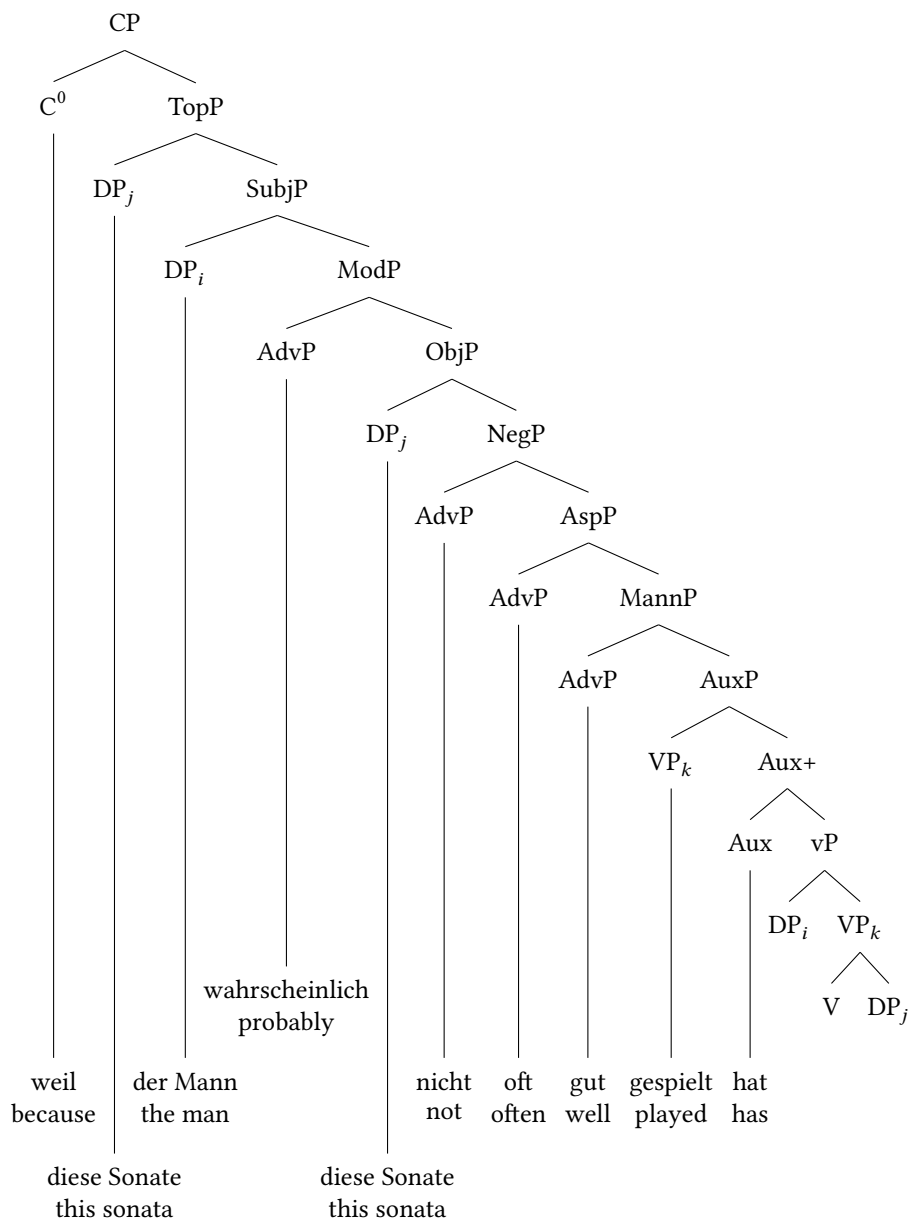 CP
C⁰ TopP
DPⱼ SubjP
DPᵢ ModP
AdvP ObjP
DPⱼ NegP
AdvP AspP
AdvP MannP
AdvP AuxP
VPₖ Aux+
Aux vP
DPᵢ VPₖ
V DPⱼ
wahrscheinlich
probably
weil der Mann nicht oft gut gespielt hat
because the man not often well played has
diese Sonate diese Sonate
this sonata this sonata